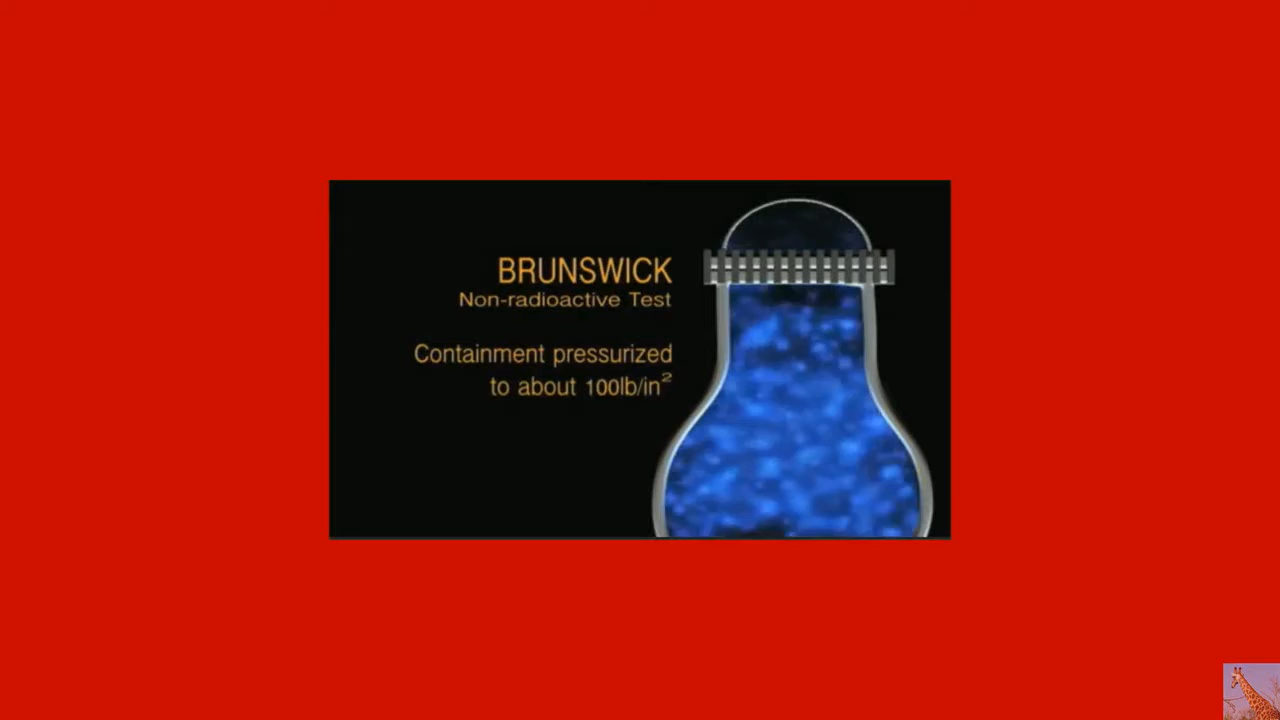 BRUNSWICK
Non-radioactive Test
Containment pressurized
to about 100lb/in²